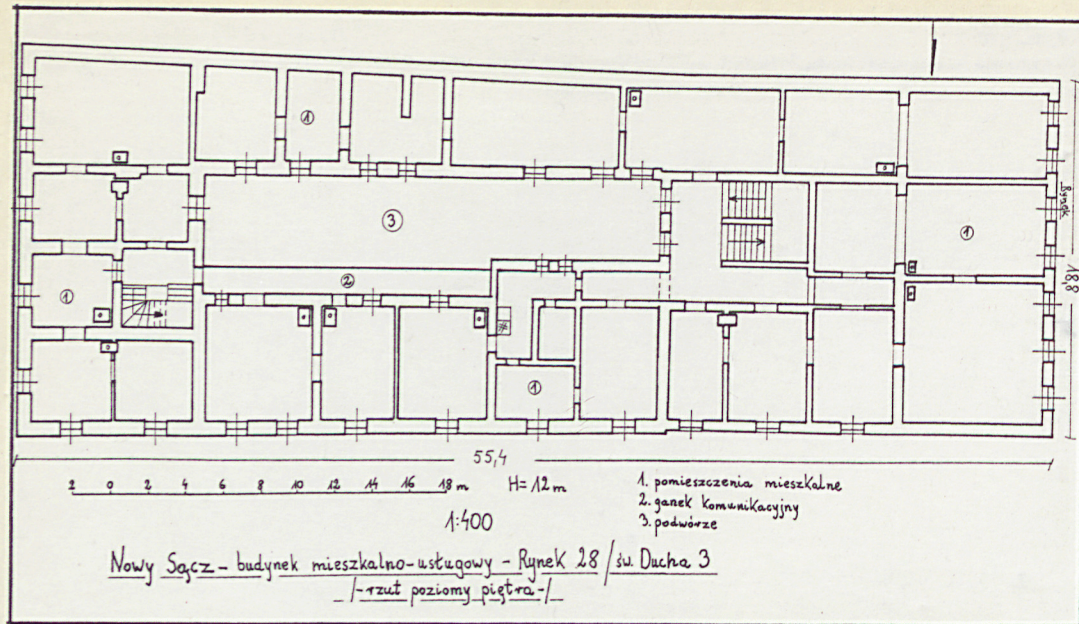 1
3
2
1
1
1
Rynek
18,8
55,4
2 0 2 4 6 8 10 12 14 16 18 m H=12m
1:400
1. pomieszczenia mieszkalne
2. ganek komunikacyjny
3. podwórze
Nowy Sącz - budynek mieszkalno-usługowy - Rynek 28 / św. Ducha 3
/-rzut poziomy piętra-/